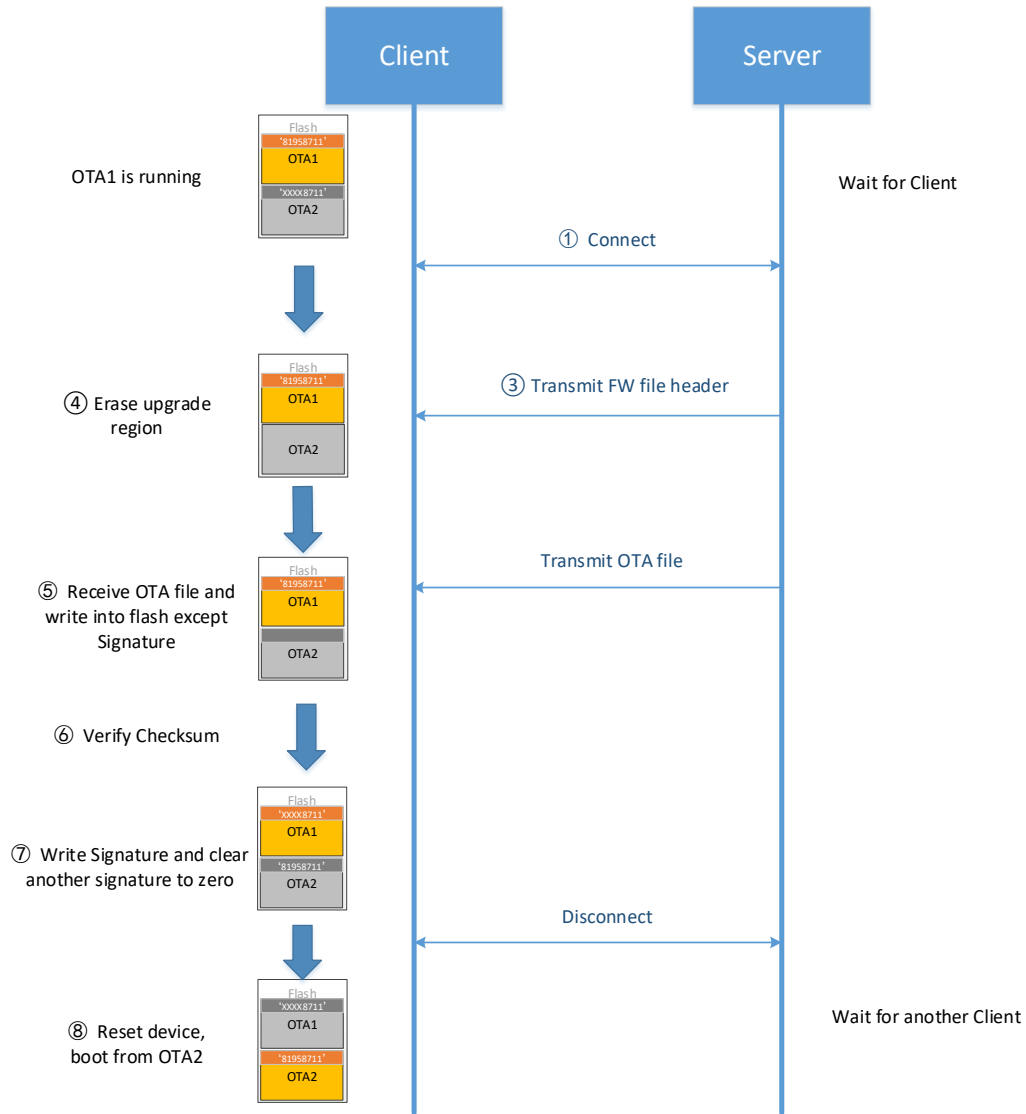 Client
Server
Flash
'81958711'
OTA1
'XXXX8711'
OTA2
OTA1 is running
Wait for Client
① Connect
Flash
'81958711'
OTA1
OTA2
④ Erase upgrade
region
③ Transmit FW file header
Flash
'81958711'
OTA1
OTA2
⑤ Receive OTA file and
write into flash except
Signature
Transmit OTA file
⑥ Verify Checksum
Flash
'XXXX8711'
OTA1
'81958711'
OTA2
⑦ Write Signature and clear
another signature to zero
Disconnect
Flash
'XXXX8711'
OTA1
'81958711'
OTA2
⑧ Reset device,
boot from OTA2
Wait for another Client